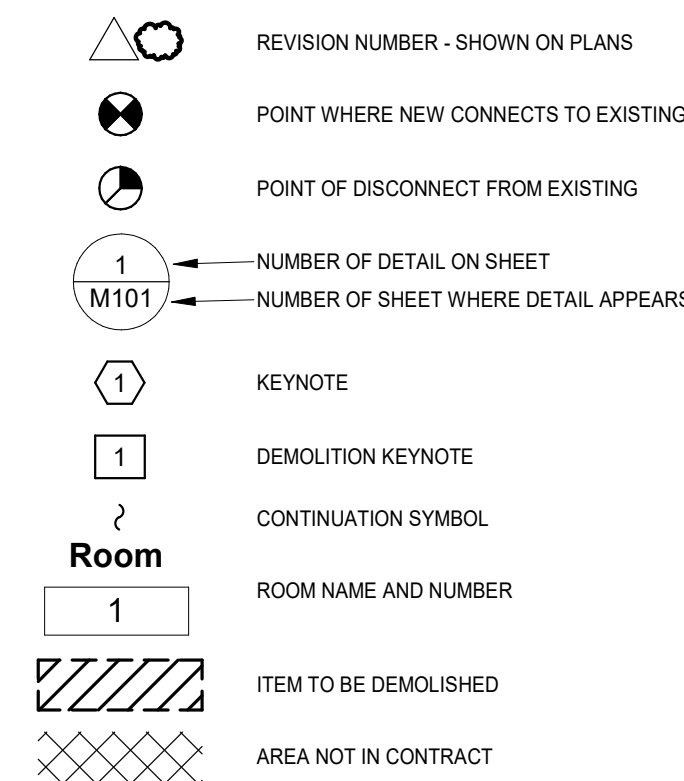 REVISION NUMBER - SHOWN ON PLANS
POINT WHERE NEW CONNECTS TO EXISTING
POINT OF DISCONNECT FROM EXISTING
1
NUMBER OF DETAIL ON SHEET
M101
NUMBER OF SHEET WHERE DETAIL APPEARS
1
KEYNOTE
1
DEMOLITION KEYNOTE
CONTINUATION SYMBOL
Room
1
ROOM NAME AND NUMBER
ITEM TO BE DEMOLISHED
AREA NOT IN CONTRACT